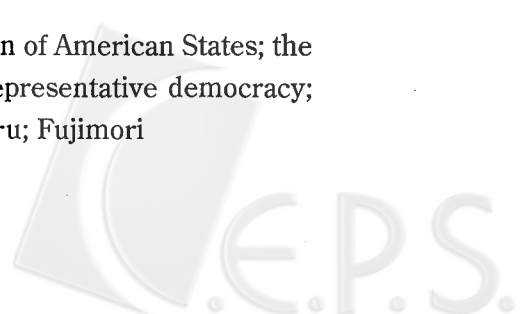 n of American States; the
epresentative democracy;
ru; Fujimori
C.E.P.S.